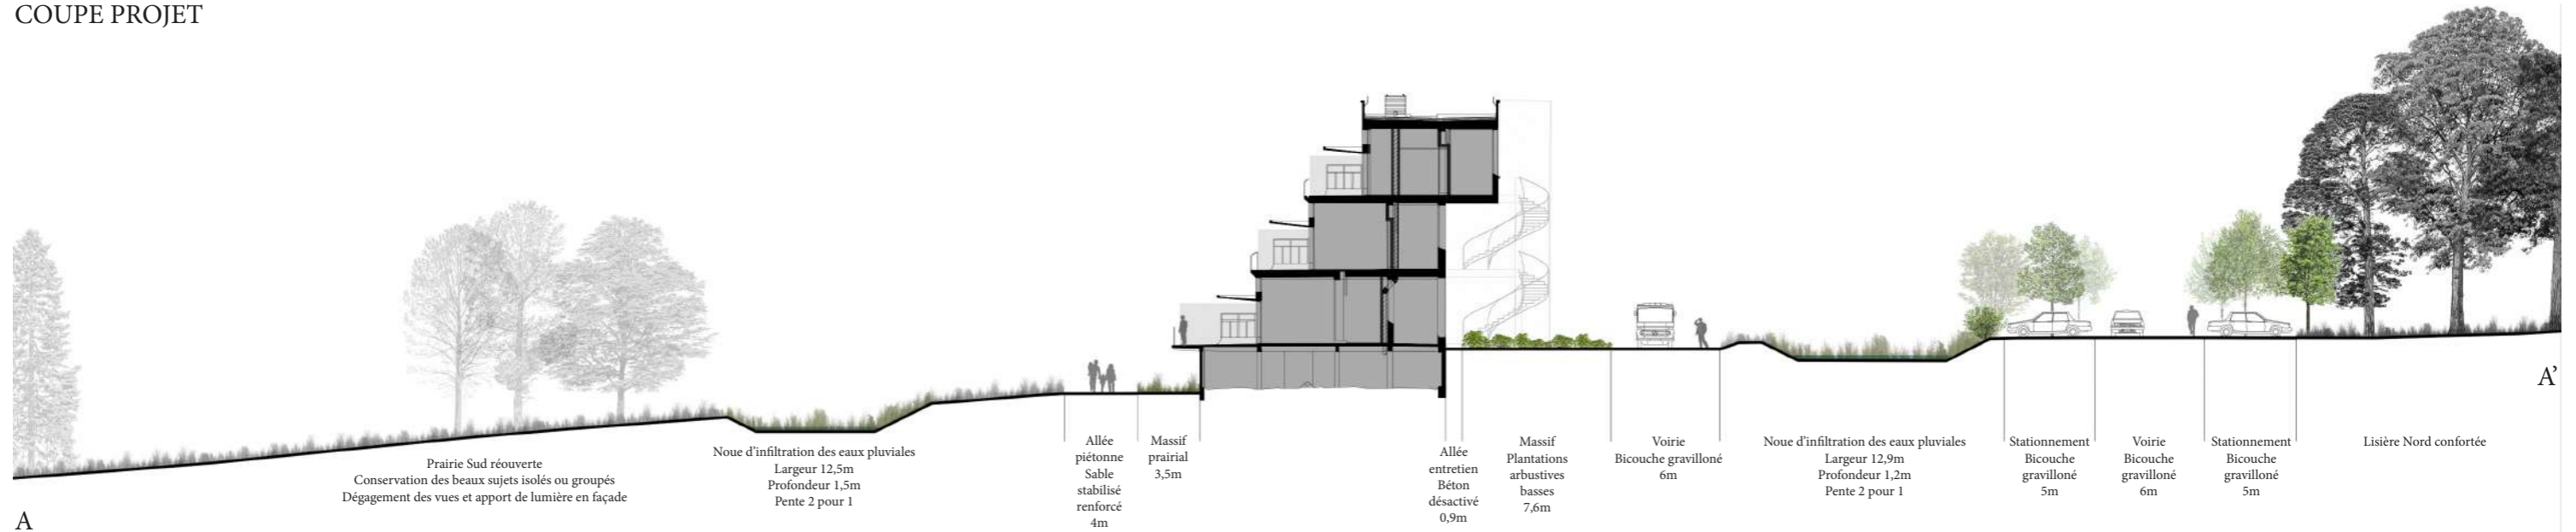 COUPE PROJET
Prairie Sud réouverte
Conservation des beaux sujets isolés ou groupés
Dégagement des vues et apport de lumière en façade
Noue d'infiltration des eaux pluviales
Largeur 12,5m
Profondeur 1,5m
Pente 2 pour 1
Allée
piétonne
Sable
stabilisé
renforcé
4m
Massif
prairial
3,5m
Allée
entretien
Béton
désactivé
0,9m
Massif
Plantations
arbustives
basses
7,6m
Voirie
Bicouche gravilloné
6m
Noue d'infiltration des eaux pluviales
Largeur 12,9m
Profondeur 1,2m
Pente 2 pour 1
Stationnement
Bicouche
gravilloné
5m
Voirie
Bicouche
gravilloné
6m
Stationnement
Bicouche
gravilloné
5m
Lisière Nord confortée
A
A'